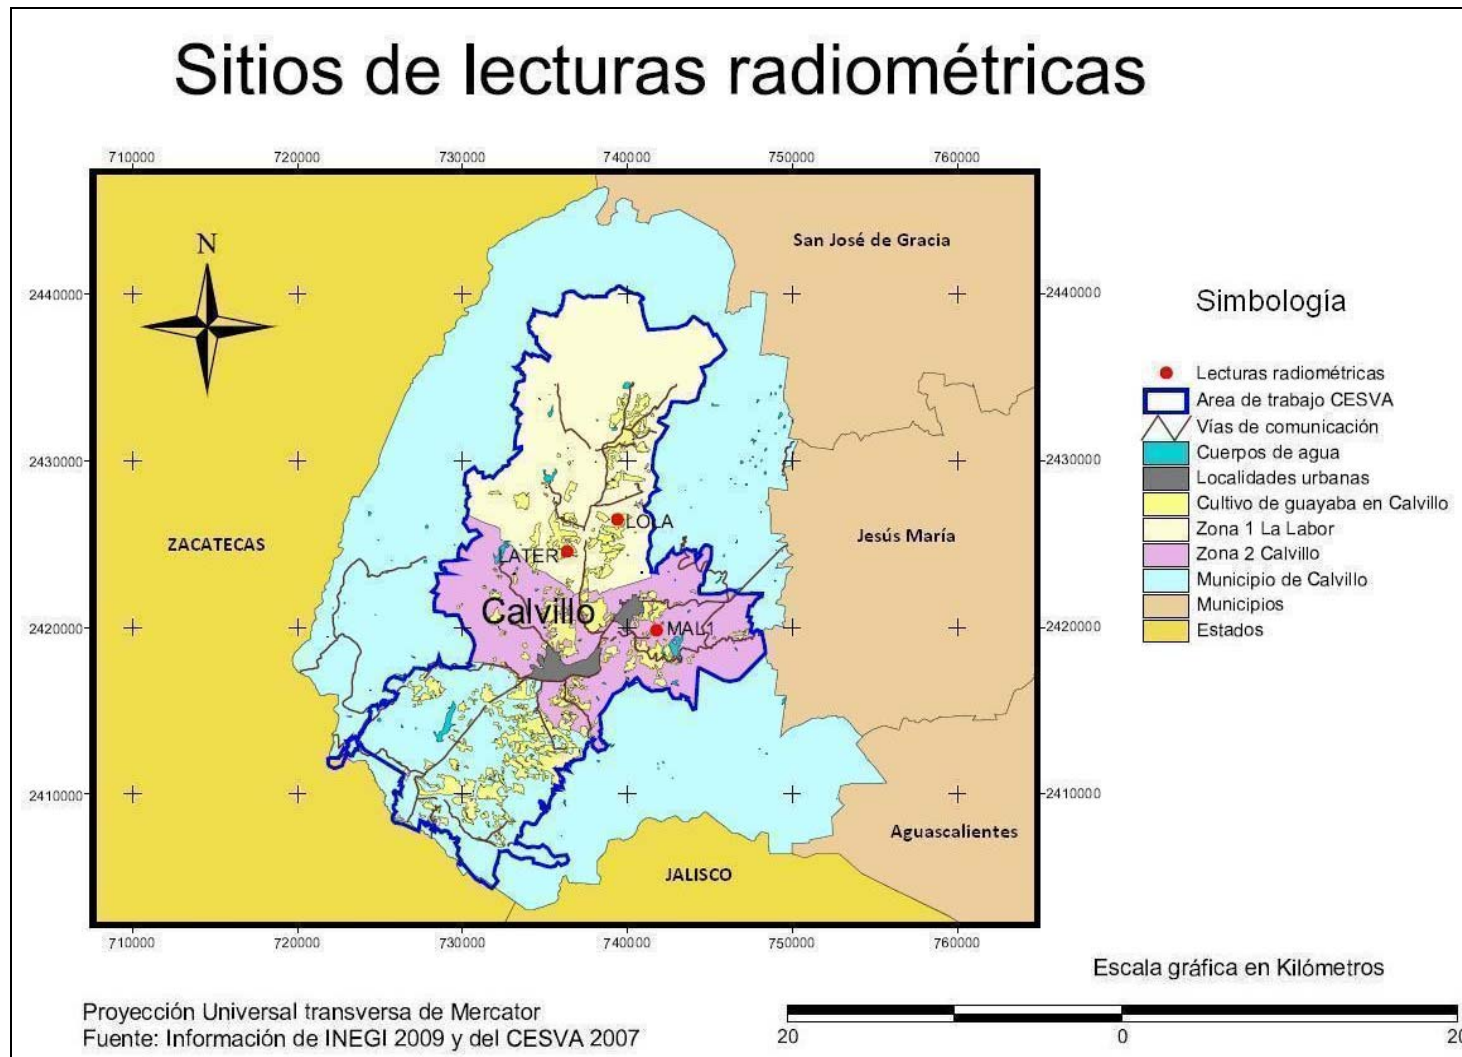 Sitios de lecturas radiométricas
710000 720000 730000 740000 750000 760000
N
San José de Gracia
2440000 2440000
Simbología
Lecturas radiométricas
Area de trabajo CESVA
Vías de comunicación
Cuerpos de agua
Localidades urbanas
Cultivo de guayaba en Calvillo
Zona 1 La Labor
Zona 2 Calvillo
Municipio de Calvillo
Municipios
Estados
2430000 2430000
LOLA
Jesús María
ZACATECAS
LATER
Calvillo
2420000 2420000
MAL1
2410000 2410000
Aguascalientes
JALISCO
710000 720000 730000 740000 750000 760000
Escala gráfica en Kilómetros
Proyección Universal transversa de Mercator
Fuente: Información de INEGI 2009 y del CESVA 2007
20 0 20